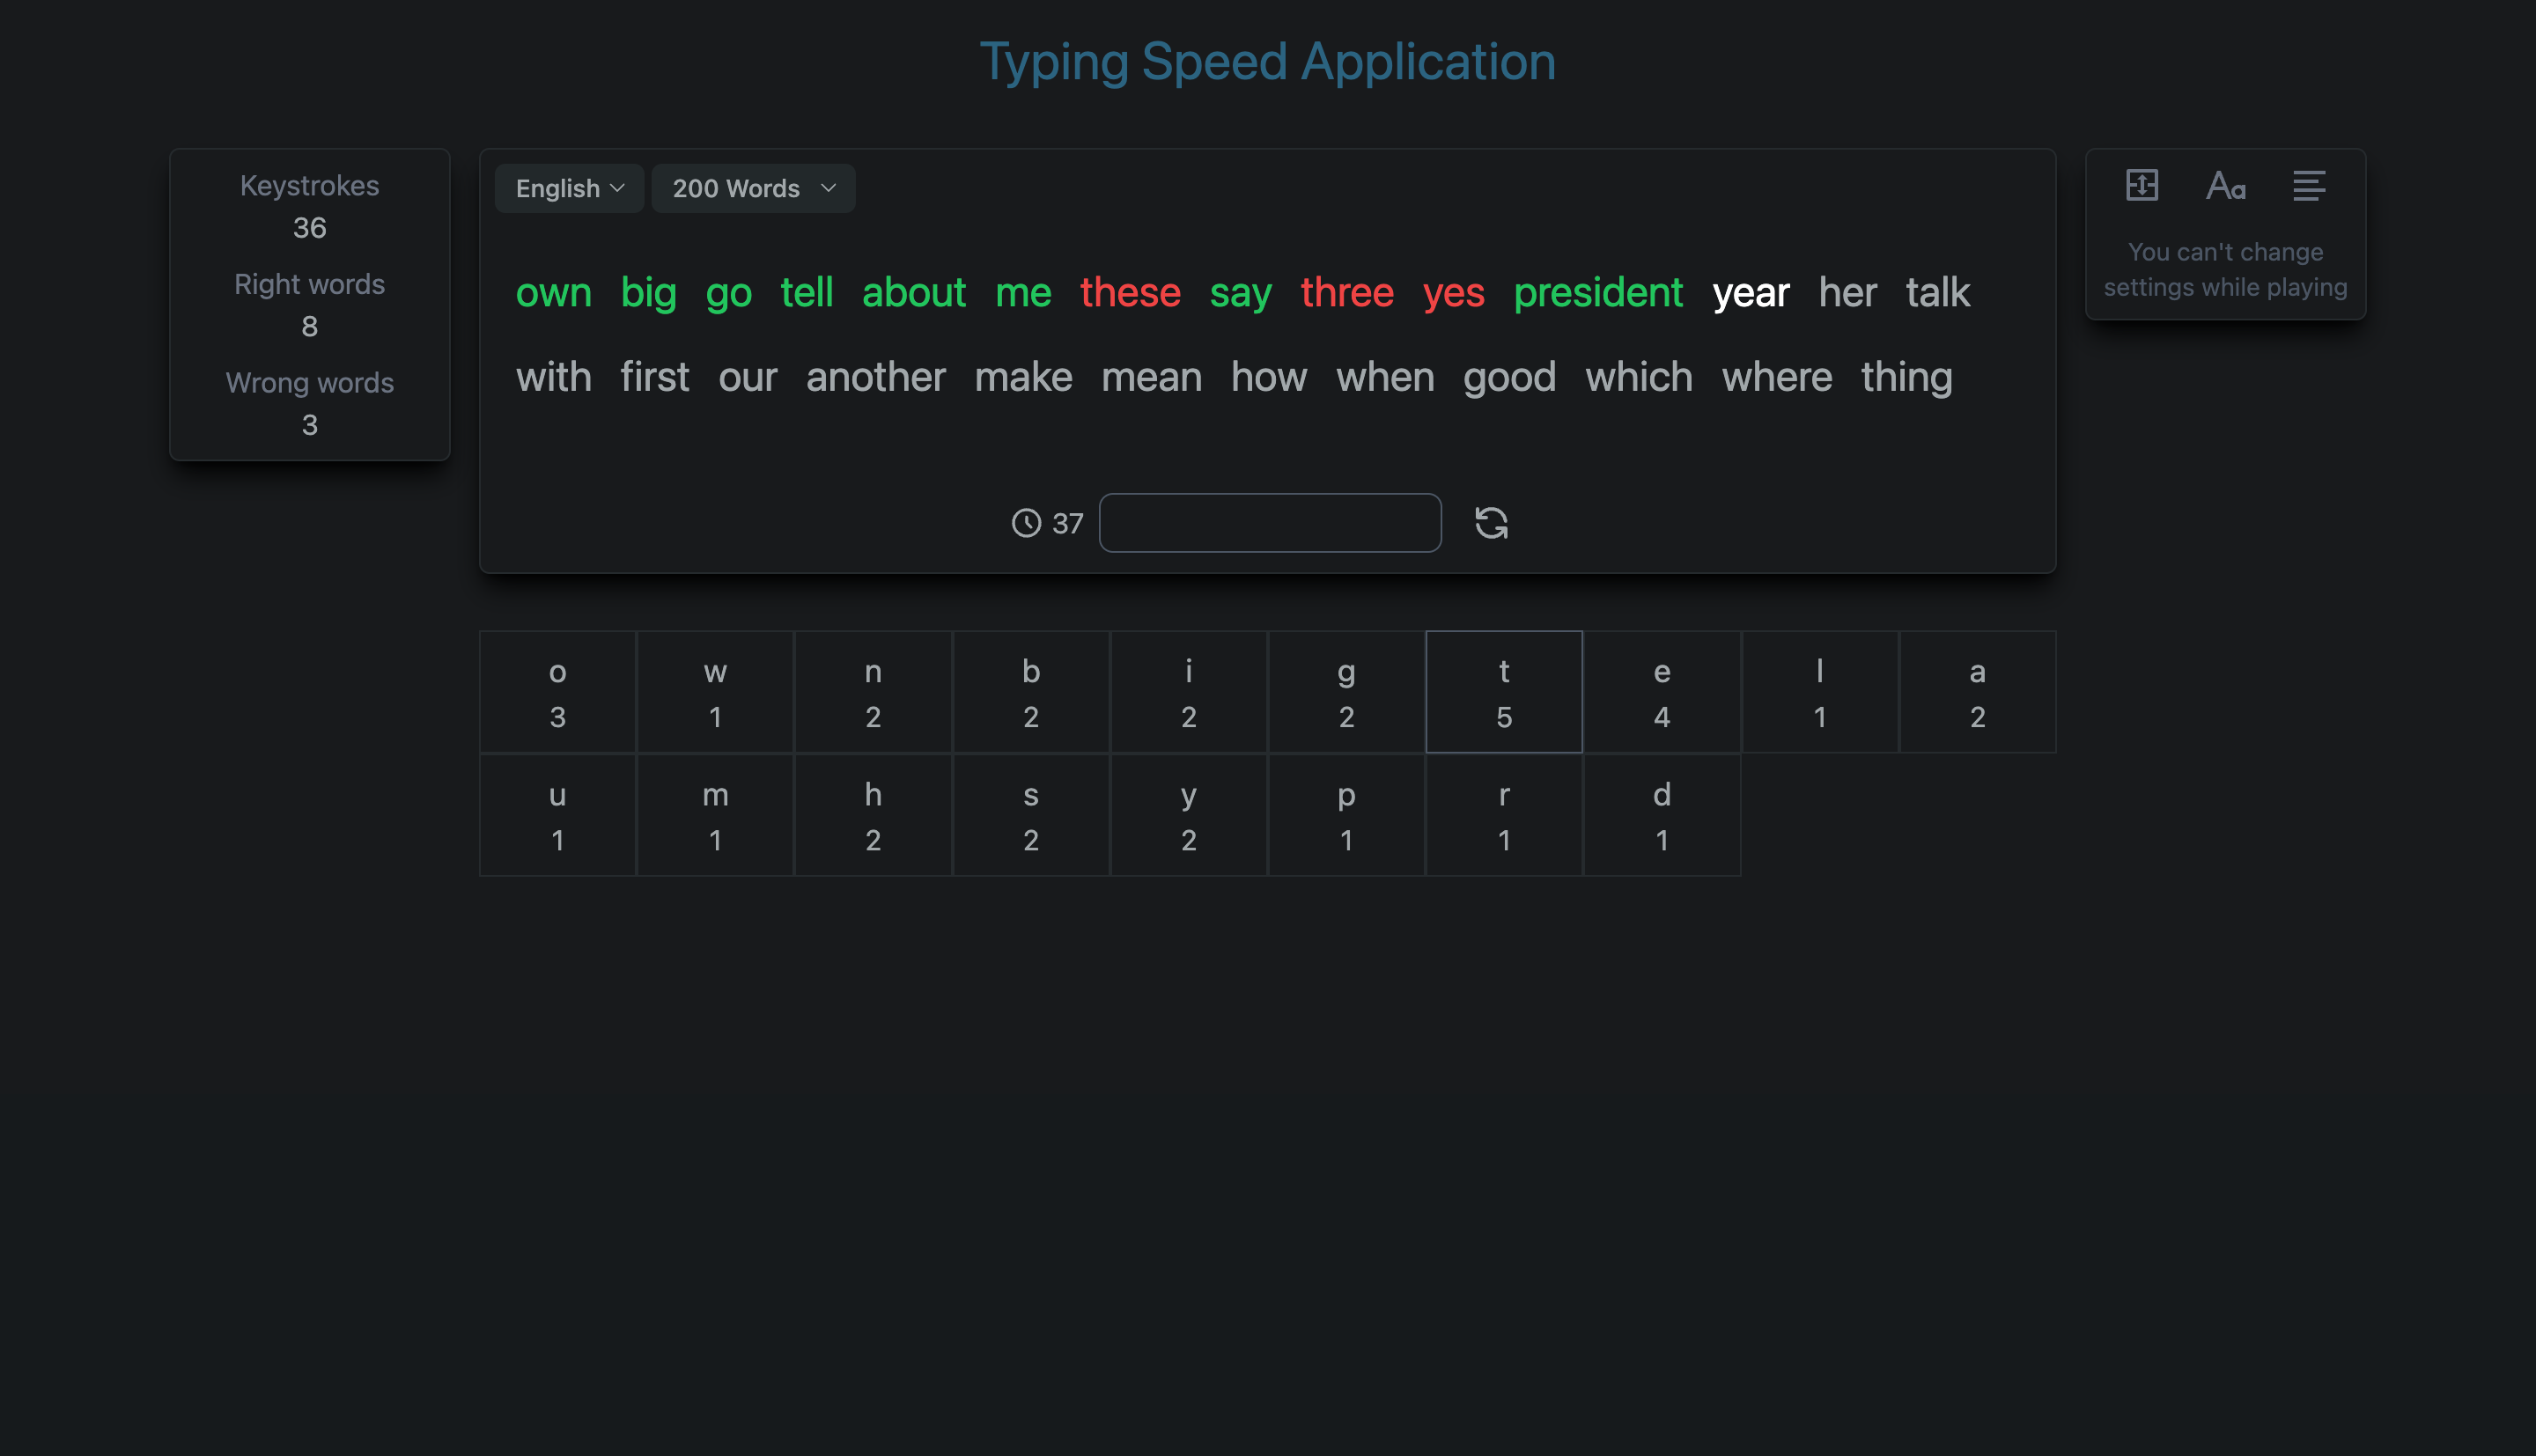 Typing Speed Application
Keystrokes
36
Right words
8
Wrong words
3
English
200 Words
own big go tell about me these say three yes president year her talk
with first our another make mean how when good which where thing
37
Aa
You can't change
settings while playing
o w n b i g t e l a
3 1 2 2 2 2 5 4 1 2
u m h s y p r d
1 1 2 2 2 1 1 1